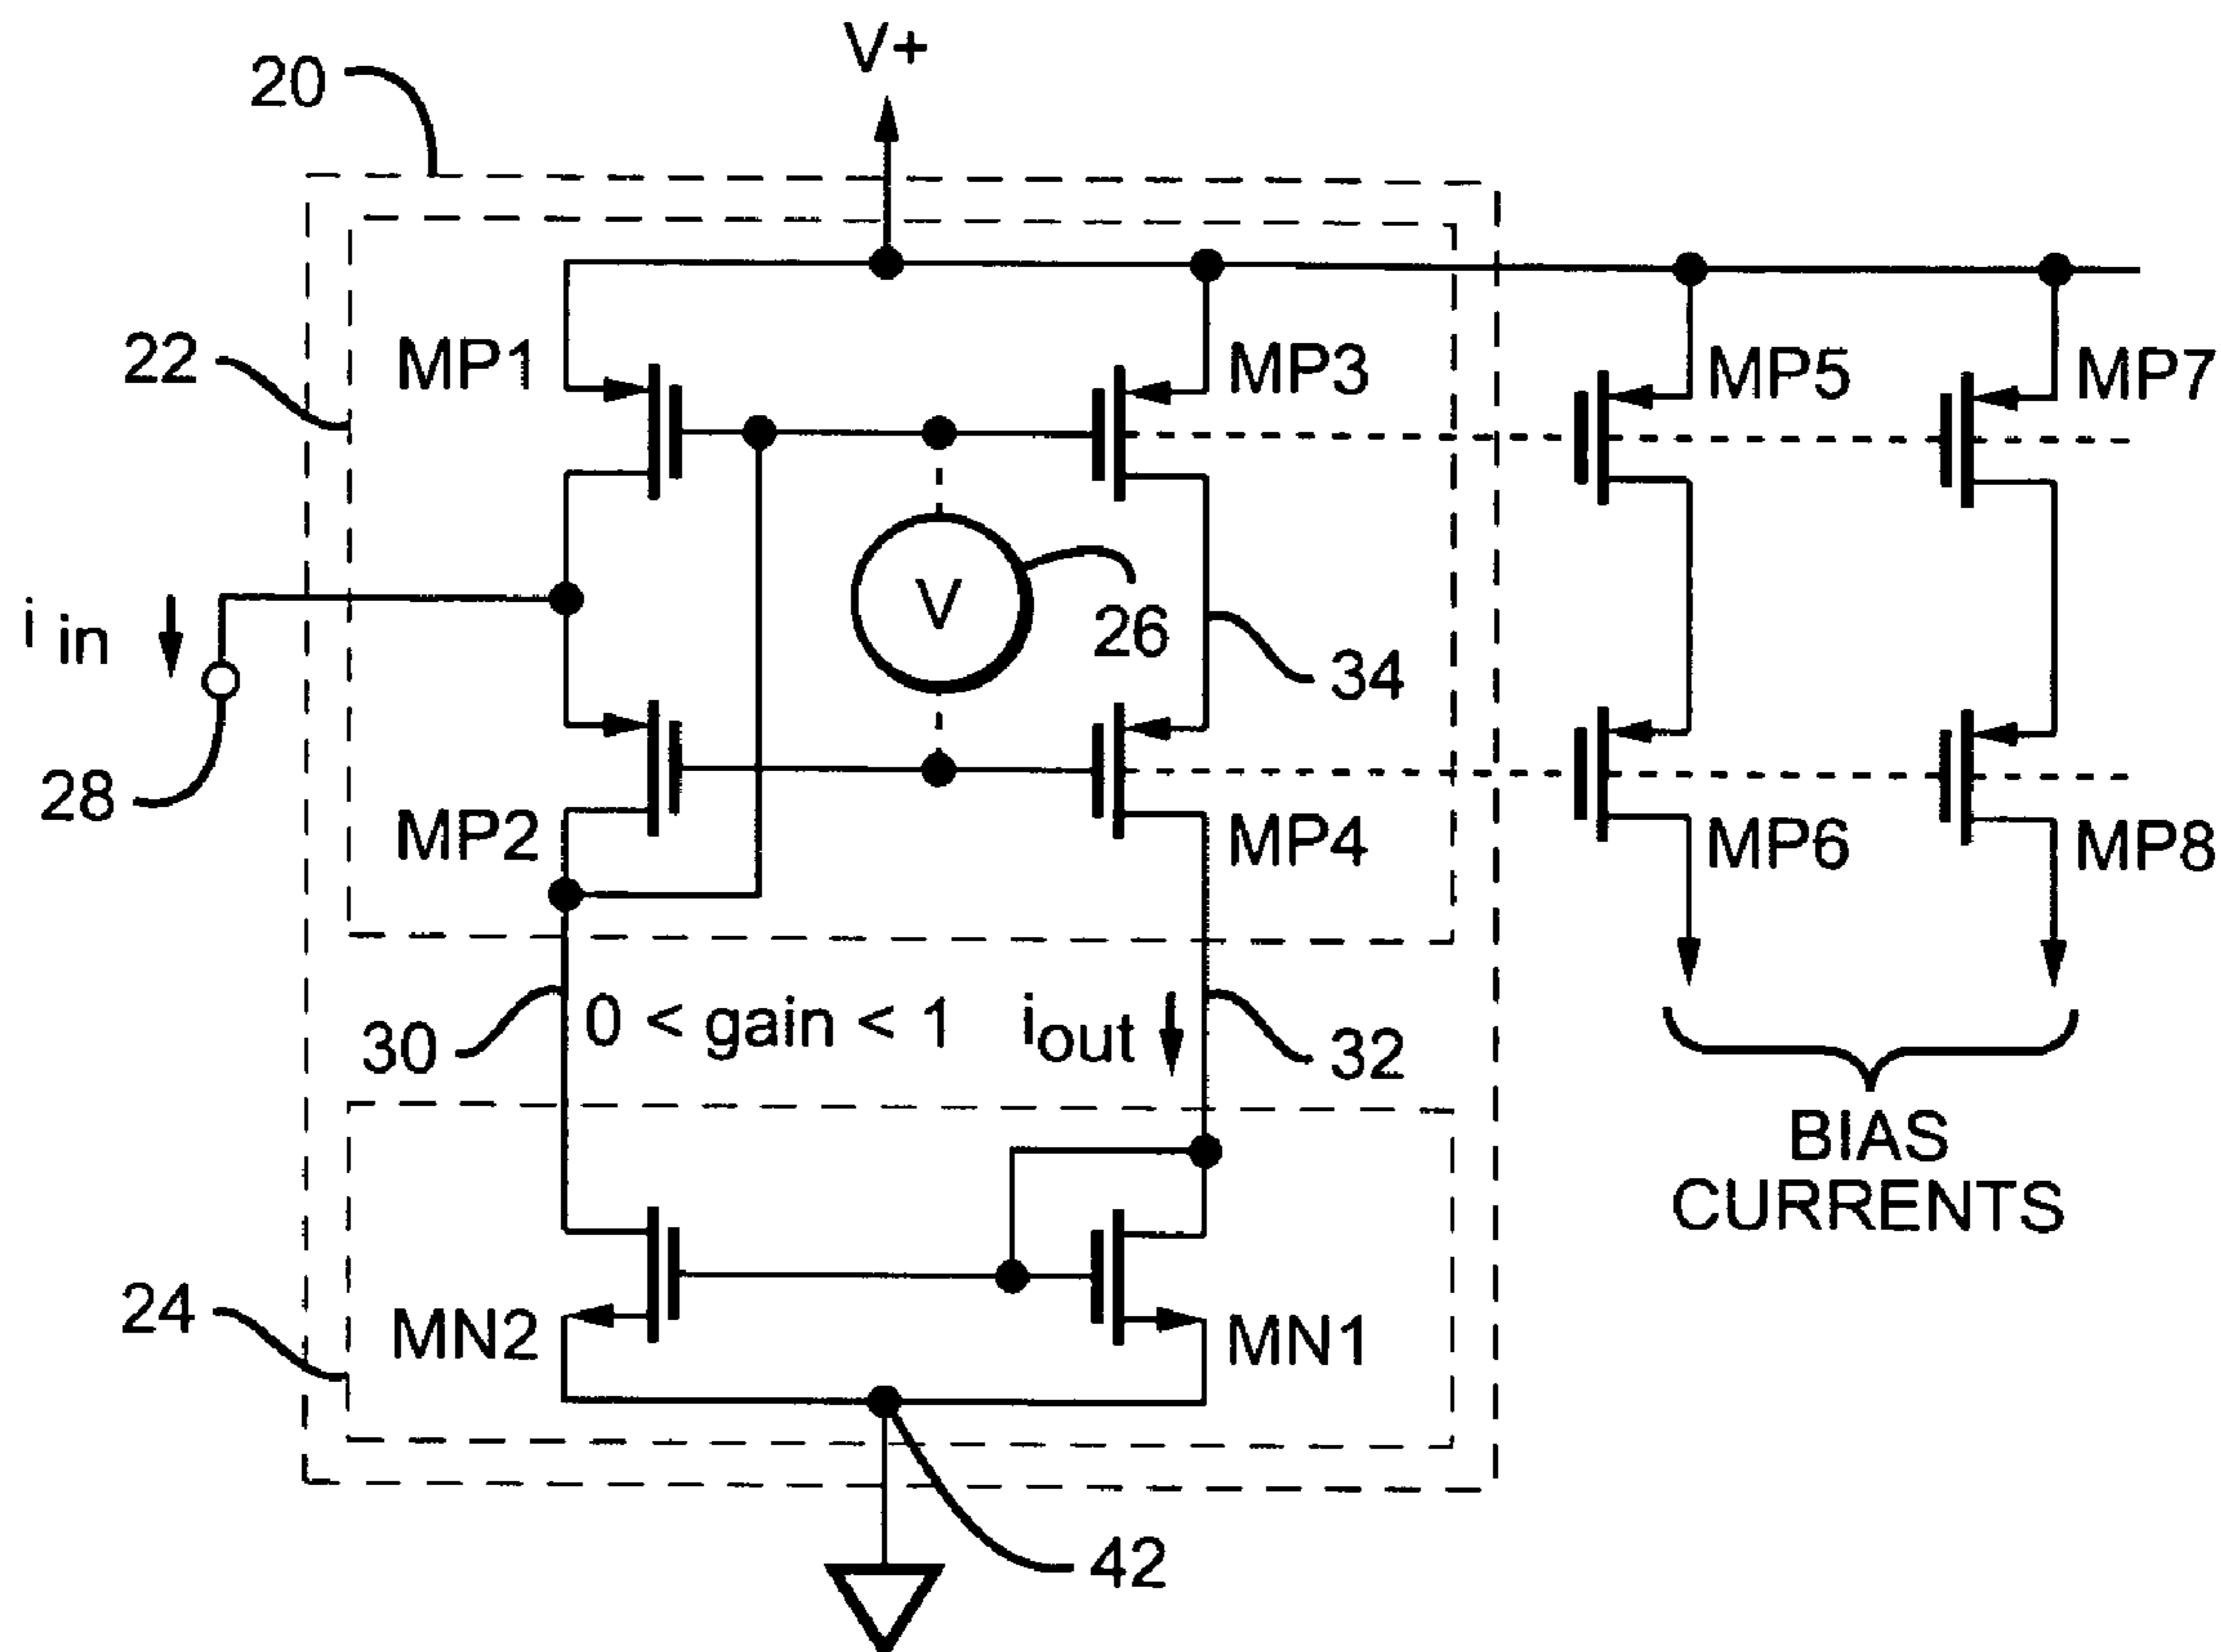 V+
20
22
MP1
MP3
MP5
MP7
V
26
i in
34
28
MP2
MP4
MP6
MP8
30
0 < gain < 1
iout
32
BIAS
CURRENTS
24
MN2
MN1
42